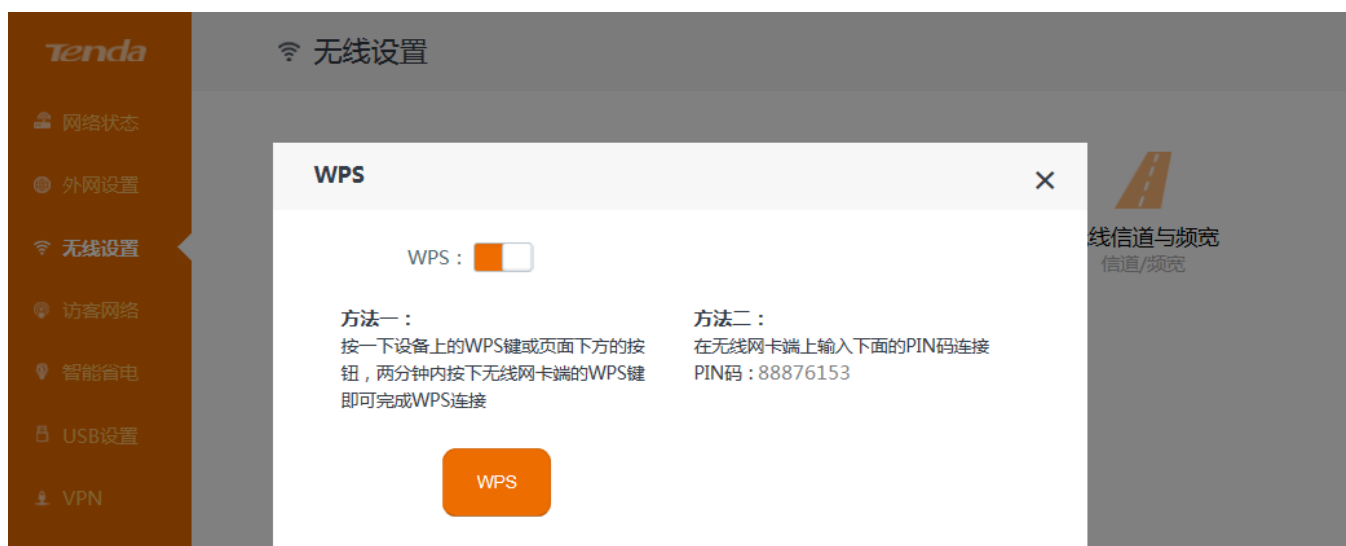 Tenda
无线设置
网络状态
外网设置
无线设置
访客网络
智能省电
USB设置
VPN
WPS
×
WPS：
方法一：
按一下设备上的WPS键或页面下方的按
钮，两分钟内按下无线网卡端的WPS键
即可完成WPS连接
WPS
方法二：
在无线网卡端上输入下面的PIN码连接
PIN码：88876153
线信道与频宽
信道/频宽